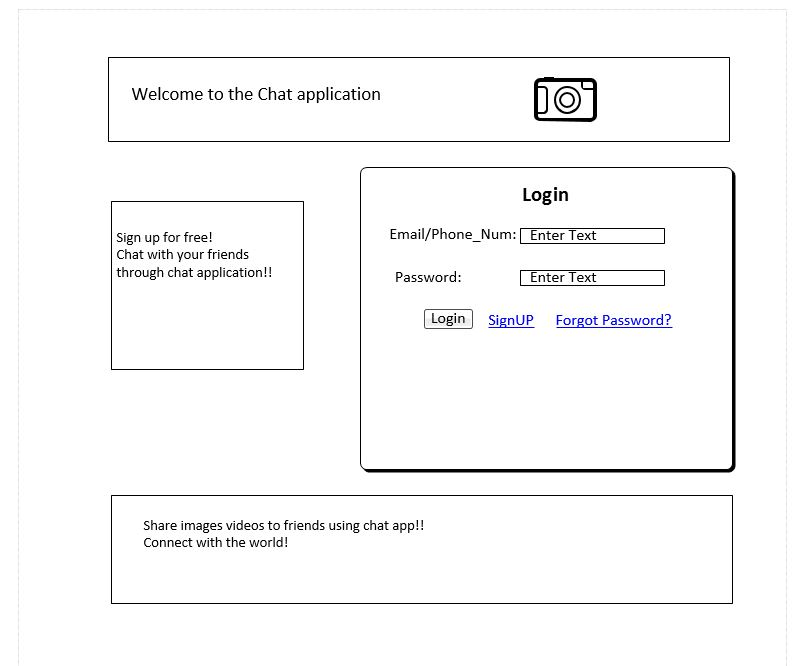 Welcome to the Chat application
Sign up for free!
Chat with your friends
through chat application!!
Login
Email/Phone_Num: Enter Text
Password: Enter Text
Login SignUP Forgot Password?
Share images videos to friends using chat app!!
Connect with the world!